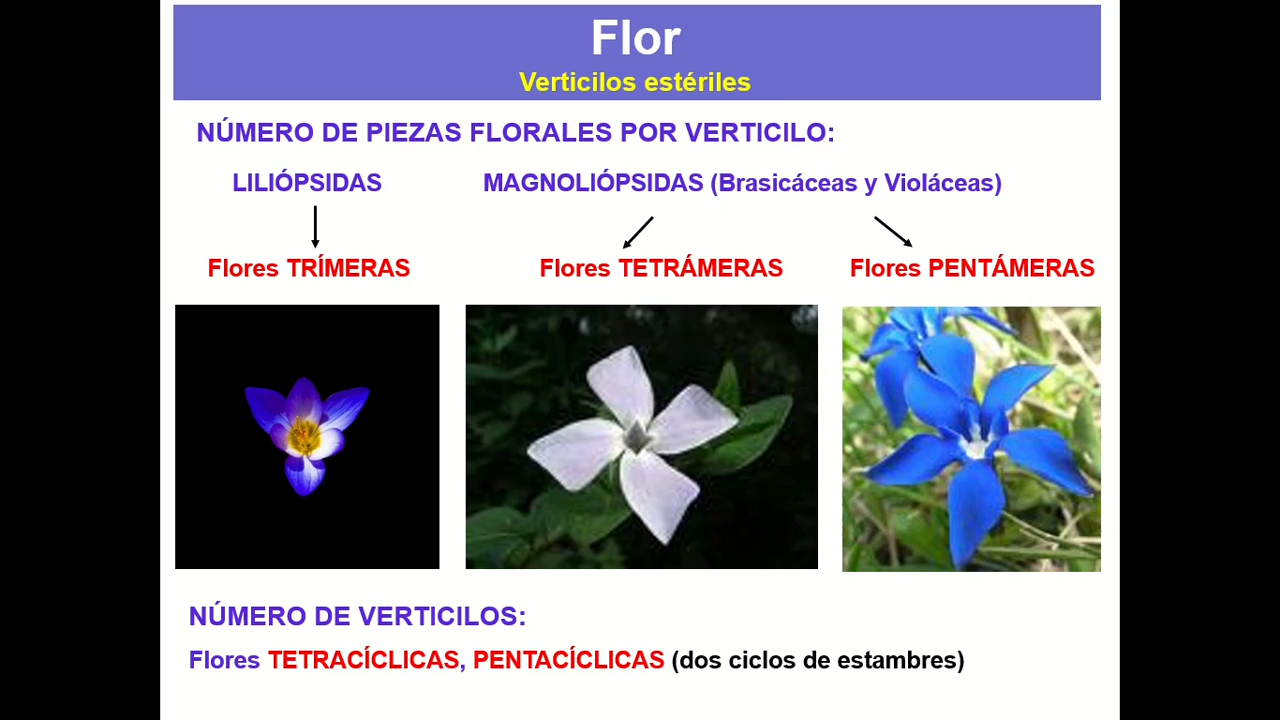 Flor
Verticilos estériles
NÚMERO DE PIEZAS FLORALES POR VERTICILO:
LILIÓPSIDAS
MAGNOLIÓPSIDAS (Brasicáceas y Violáceas)
Flores TRÍMERAS
Flores TETRÁMERAS
Flores PENTÁMERAS
NÚMERO DE VERTICILOS:
Flores TETRACÍCLICAS, PENTACÍCLICAS (dos ciclos de estambres)